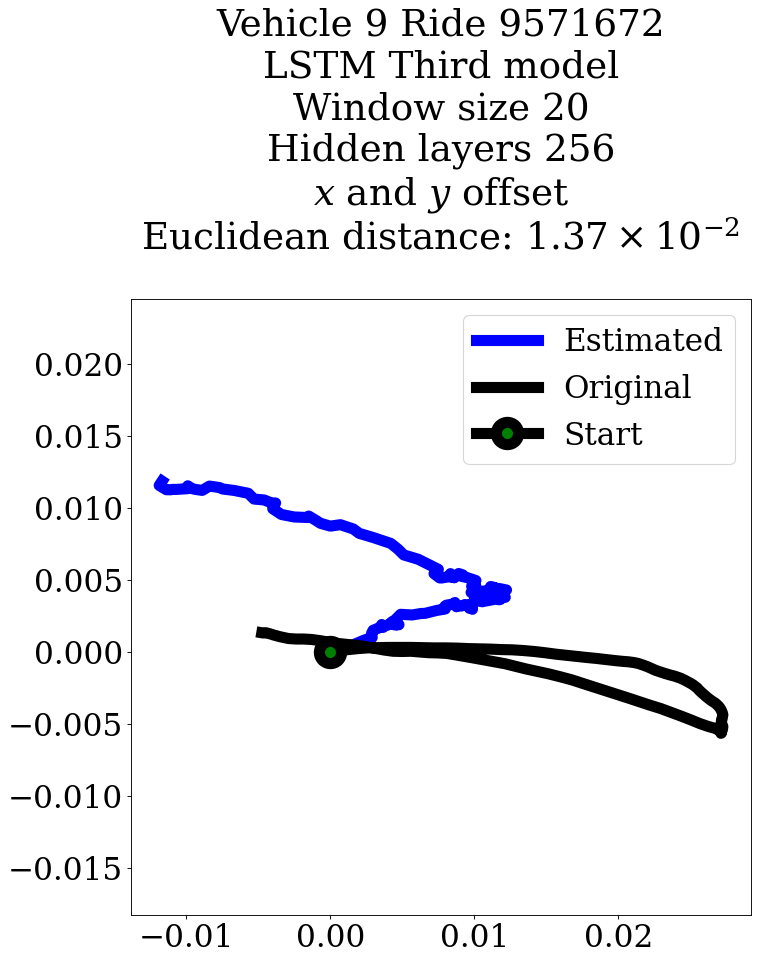 Vehicle 9 Ride 9571672
LSTM Third model
Window size 20
Hidden layers 256
x and y offset
Euclidean distance: 1.37 × 10⁻²
Estimated
Original
Start
0.020
0.015
0.010
0.005
0.000
−0.005
−0.010
−0.015
−0.01 0.00 0.01 0.02